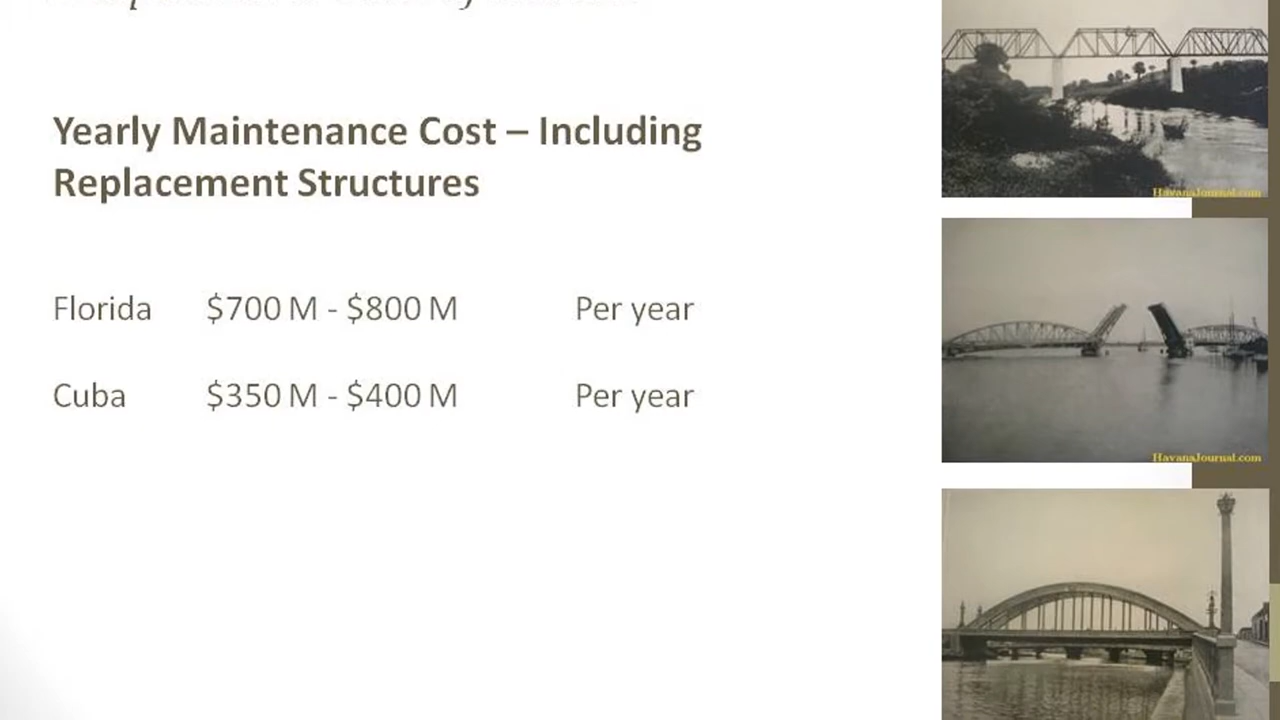 Yearly Maintenance Cost – Including
Replacement Structures
Florida $700 M - $800 M Per year
Cuba $350 M - $400 M Per year
HavanaJournal.com
HavanaJournal.com